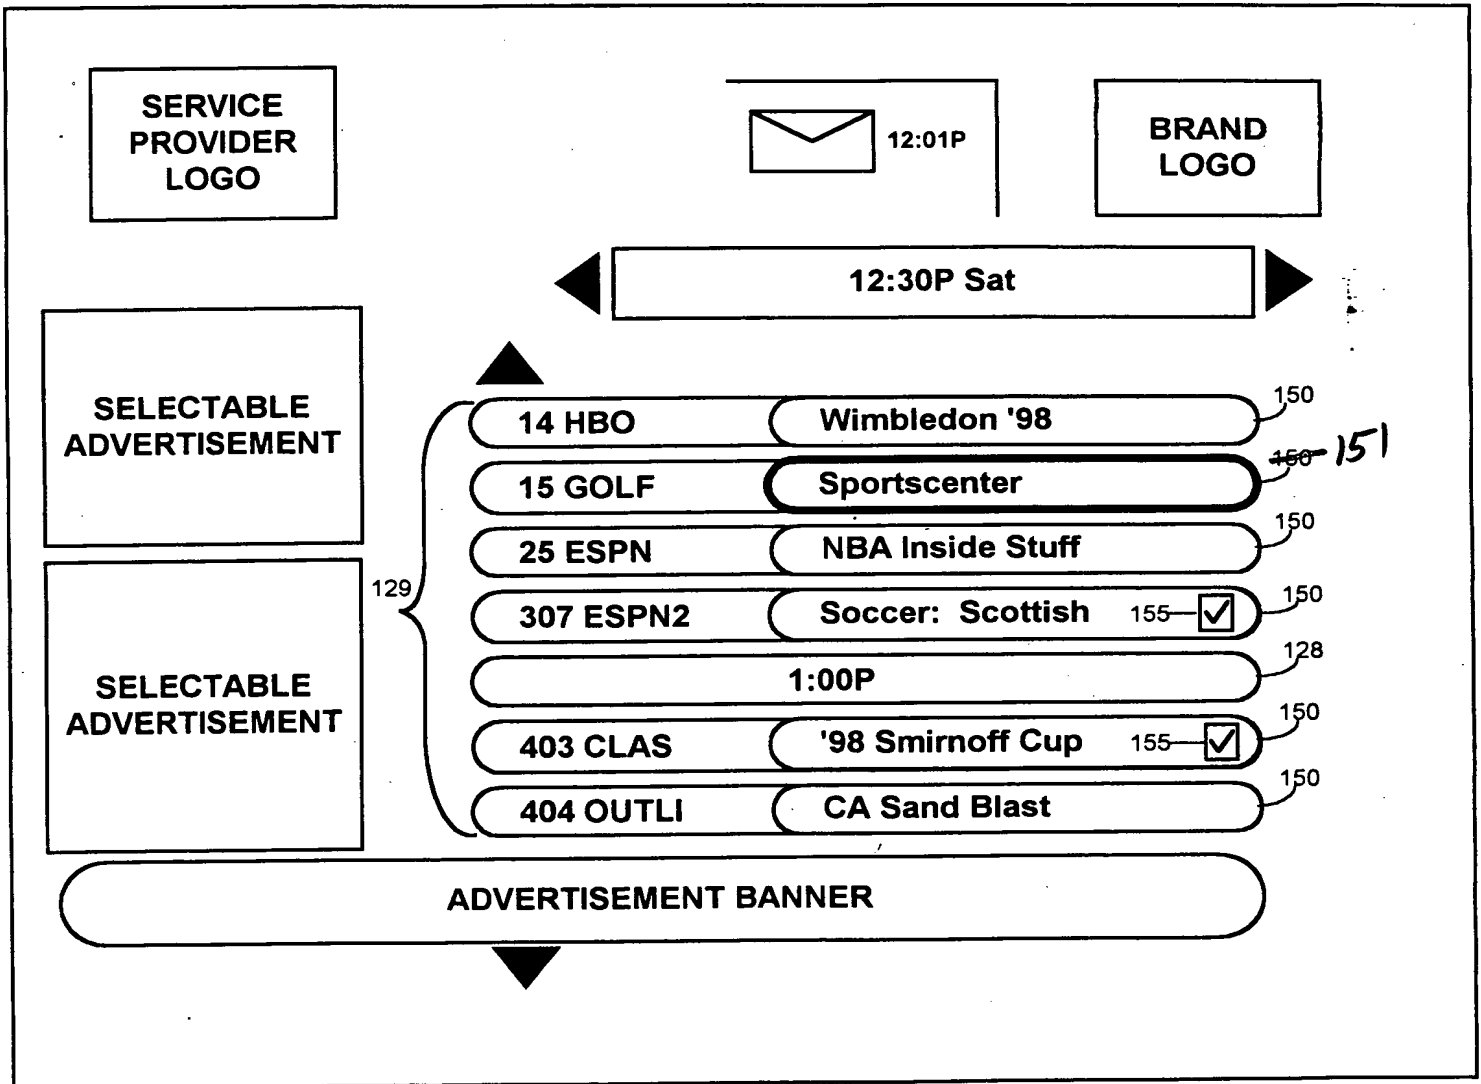 SERVICE
PROVIDER
LOGO
12:01P
BRAND
LOGO
12:30P Sat
SELECTABLE
ADVERTISEMENT
SELECTABLE
ADVERTISEMENT
129
14 HBO Wimbledon '98 150
15 GOLF Sportscenter 150 151
25 ESPN NBA Inside Stuff 150
307 ESPN2 Soccer: Scottish 155 150
1:00P 128
403 CLAS '98 Smirnoff Cup 155 150
404 OUTLI CA Sand Blast 150
ADVERTISEMENT BANNER